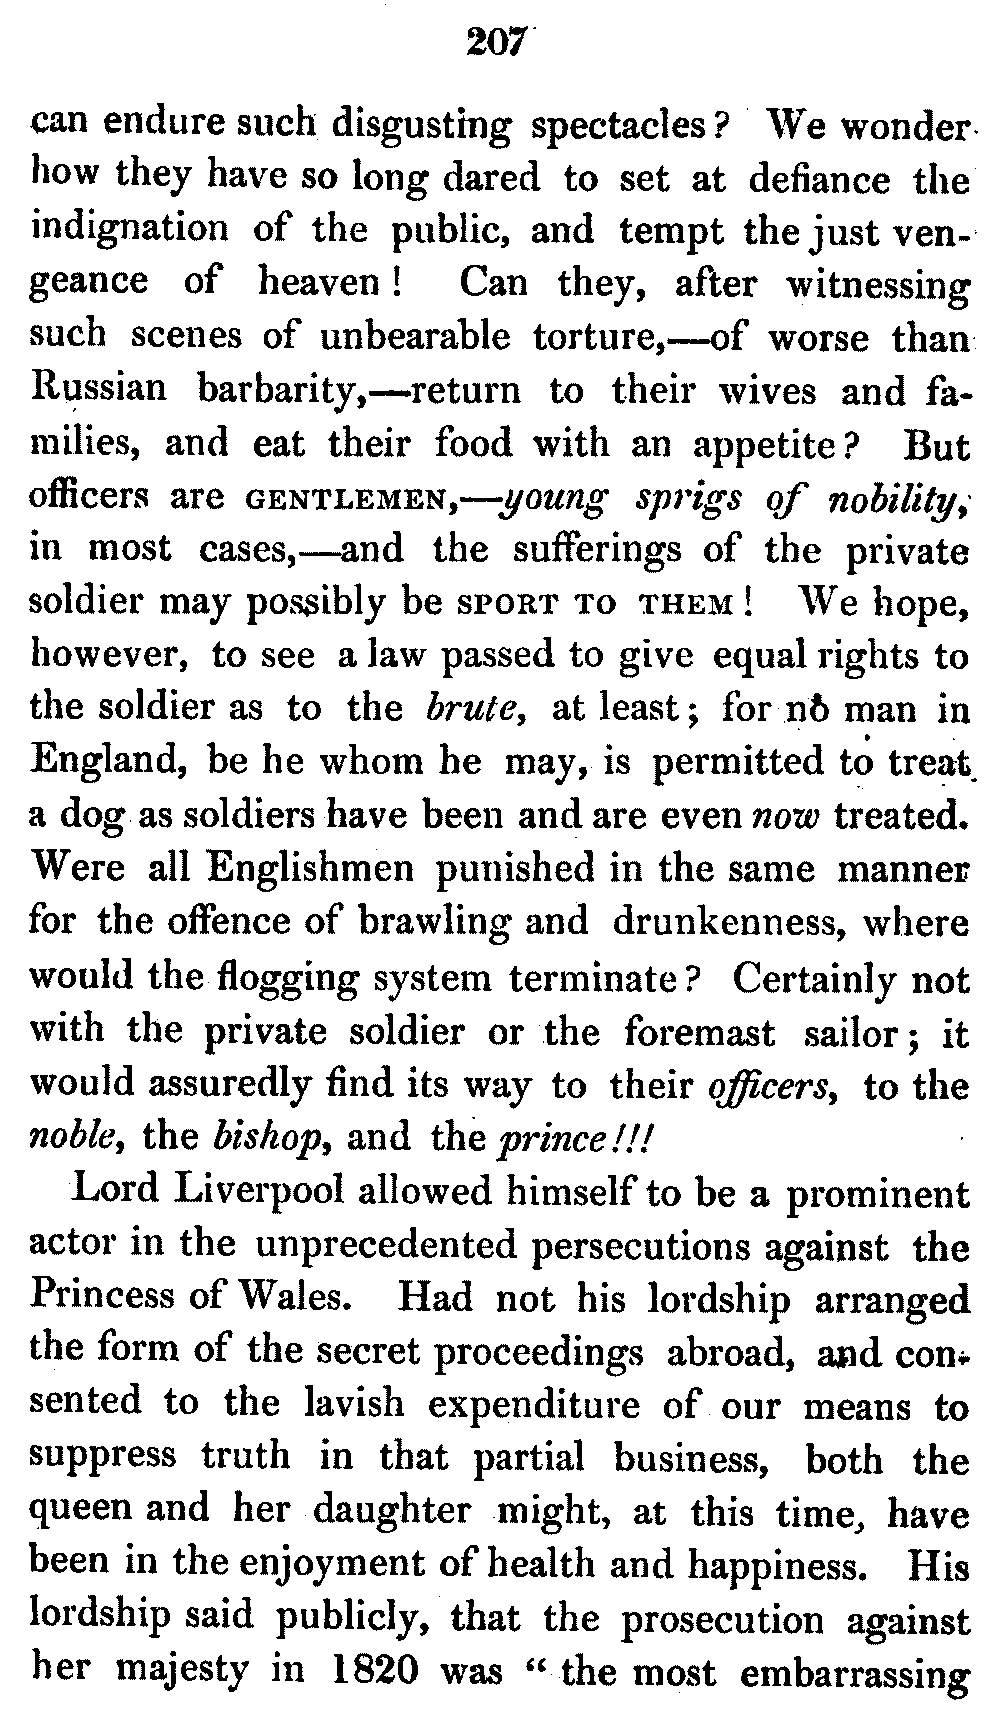 207
can endure such disgusting spectacles? We wonder
how they have so long dared to set at defiance the
indignation of the public, and tempt the just ven-
geance of heaven! Can they, after witnessing
such scenes of unbearable torture,—of worse than
Russian barbarity,—return to their wives and fa-
milies, and eat their food with an appetite? But
officers are GENTLEMEN,—young sprigs of nobility,
in most cases,—and the sufferings of the private
soldier may possibly be SPORT TO THEM! We hope,
however, to see a law passed to give equal rights to
the soldier as to the brute, at least; for no man in
England, be he whom he may, is permitted to treat
a dog as soldiers have been and are even now treated.
Were all Englishmen punished in the same manner
for the offence of brawling and drunkenness, where
would the flogging system terminate? Certainly not
with the private soldier or the foremast sailor; it
would assuredly find its way to their officers, to the
noble, the bishop, and the prince!!!
Lord Liverpool allowed himself to be a prominent
actor in the unprecedented persecutions against the
Princess of Wales. Had not his lordship arranged
the form of the secret proceedings abroad, and con-
sented to the lavish expenditure of our means to
suppress truth in that partial business, both the
queen and her daughter might, at this time, have
been in the enjoyment of health and happiness. His
lordship said publicly, that the prosecution against
her majesty in 1820 was “ the most embarrassing